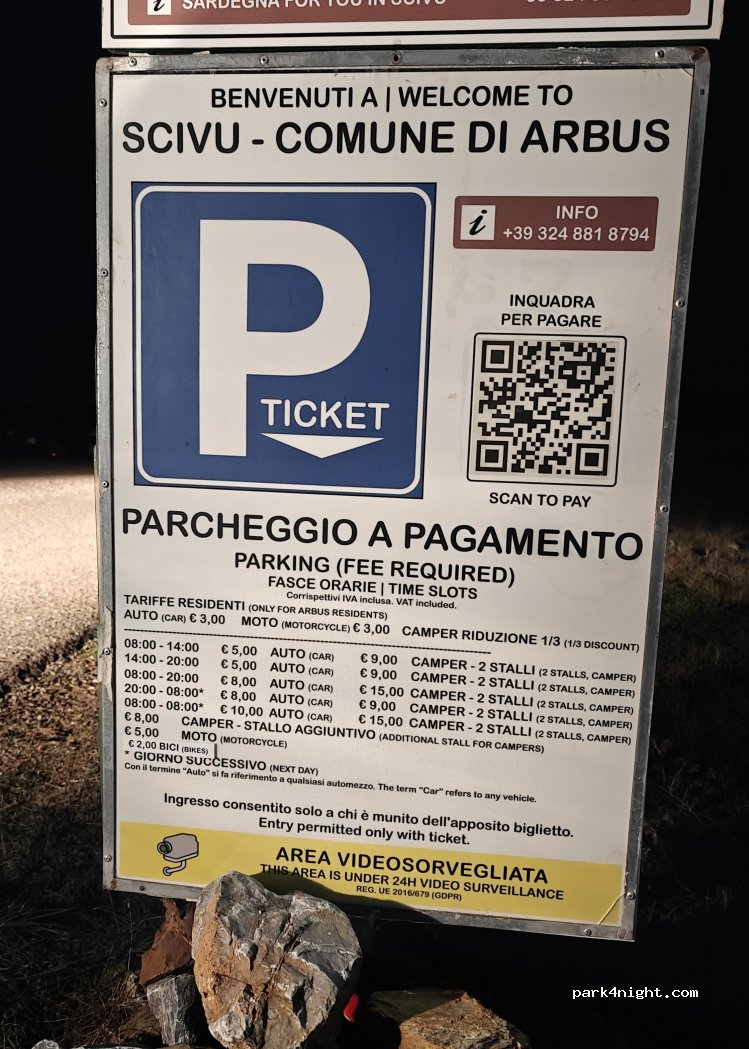 SARDEGNA FOR YOU IN SCIVU
BENVENUTI A | WELCOME TO
SCIVU - COMUNE DI ARBUS
P
TICKET
i
INFO
+39 324 881 8794
INQUADRA
PER PAGARE
SCAN TO PAY
PARCHEGGIO A PAGAMENTO
PARKING (FEE REQUIRED)
FASCE ORARIE | TIME SLOTS
Corrispettivi IVA inclusa. VAT included.
TARIFFE RESIDENTI (ONLY FOR ARBUS RESIDENTS)
AUTO (CAR) € 3,00 MOTO (MOTORCYCLE) € 3,00 CAMPER RIDUZIONE 1/3 (1/3 DISCOUNT)
08:00 - 14:00 € 5,00 AUTO (CAR) € 9,00 CAMPER - 2 STALLI (2 STALLS, CAMPER)
14:00 - 20:00 € 5,00 AUTO (CAR) € 9,00 CAMPER - 2 STALLI (2 STALLS, CAMPER)
08:00 - 20:00 € 8,00 AUTO (CAR) € 15,00 CAMPER - 2 STALLI (2 STALLS, CAMPER)
20:00 - 08:00* € 8,00 AUTO (CAR) € 9,00 CAMPER - 2 STALLI (2 STALLS, CAMPER)
08:00 - 08:00* € 10,00 AUTO (CAR) € 15,00 CAMPER - 2 STALLI (2 STALLS, CAMPER)
€ 8,00 CAMPER - STALLO AGGIUNTIVO (ADDITIONAL STALL FOR CAMPERS)
€ 5,00 MOTO (MOTORCYCLE)
€ 2,00 BICI (BIKES)
* GIORNO SUCCESSIVO (NEXT DAY)
Con il termine "Auto" si fa riferimento a qualsiasi automezzo. The term "Car" refers to any vehicle.
Ingresso consentito solo a chi è munito dell'apposito biglietto.
Entry permitted only with ticket.
AREA VIDEOSORVEGLIATA
THIS AREA IS UNDER 24H VIDEO SURVEILLANCE
REG. UE 2016/679 (GDPR)
park4night.com